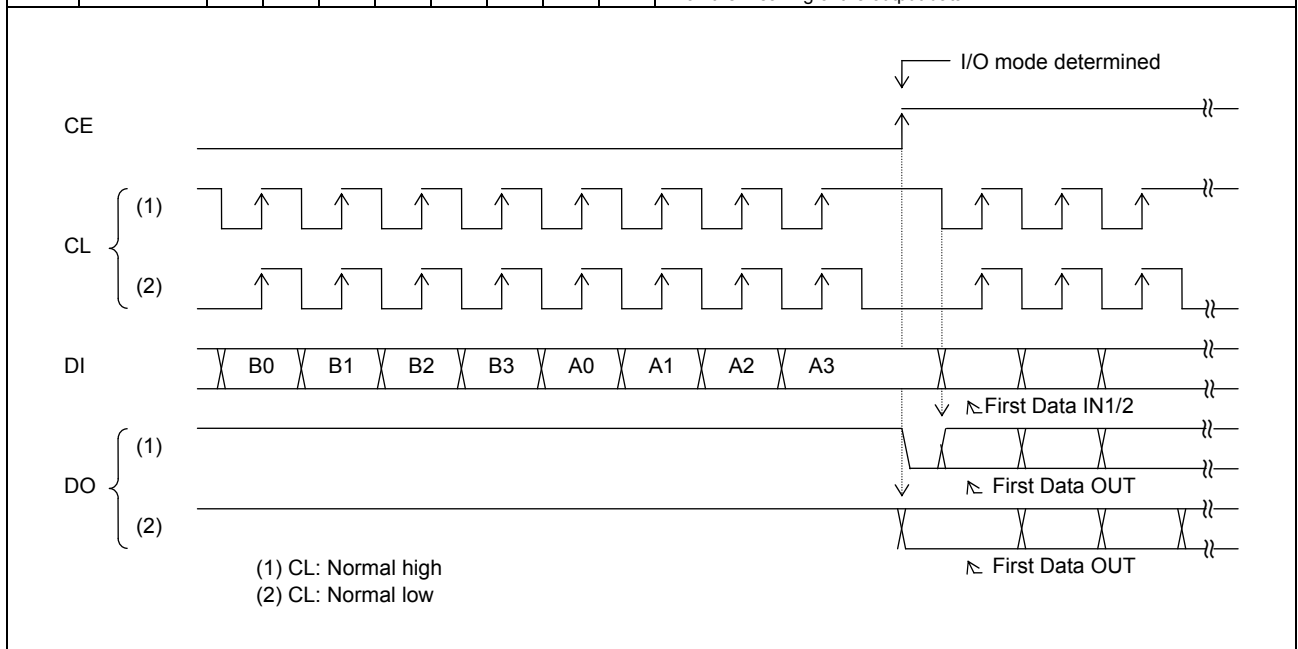 I/O mode determined
CE
CL
(1)
(2)
DI B0 B1 B2 B3 A0 A1 A2 A3
First Data IN1/2
DO
(1)
First Data OUT
(2)
First Data OUT
(1) CL: Normal high
(2) CL: Normal low